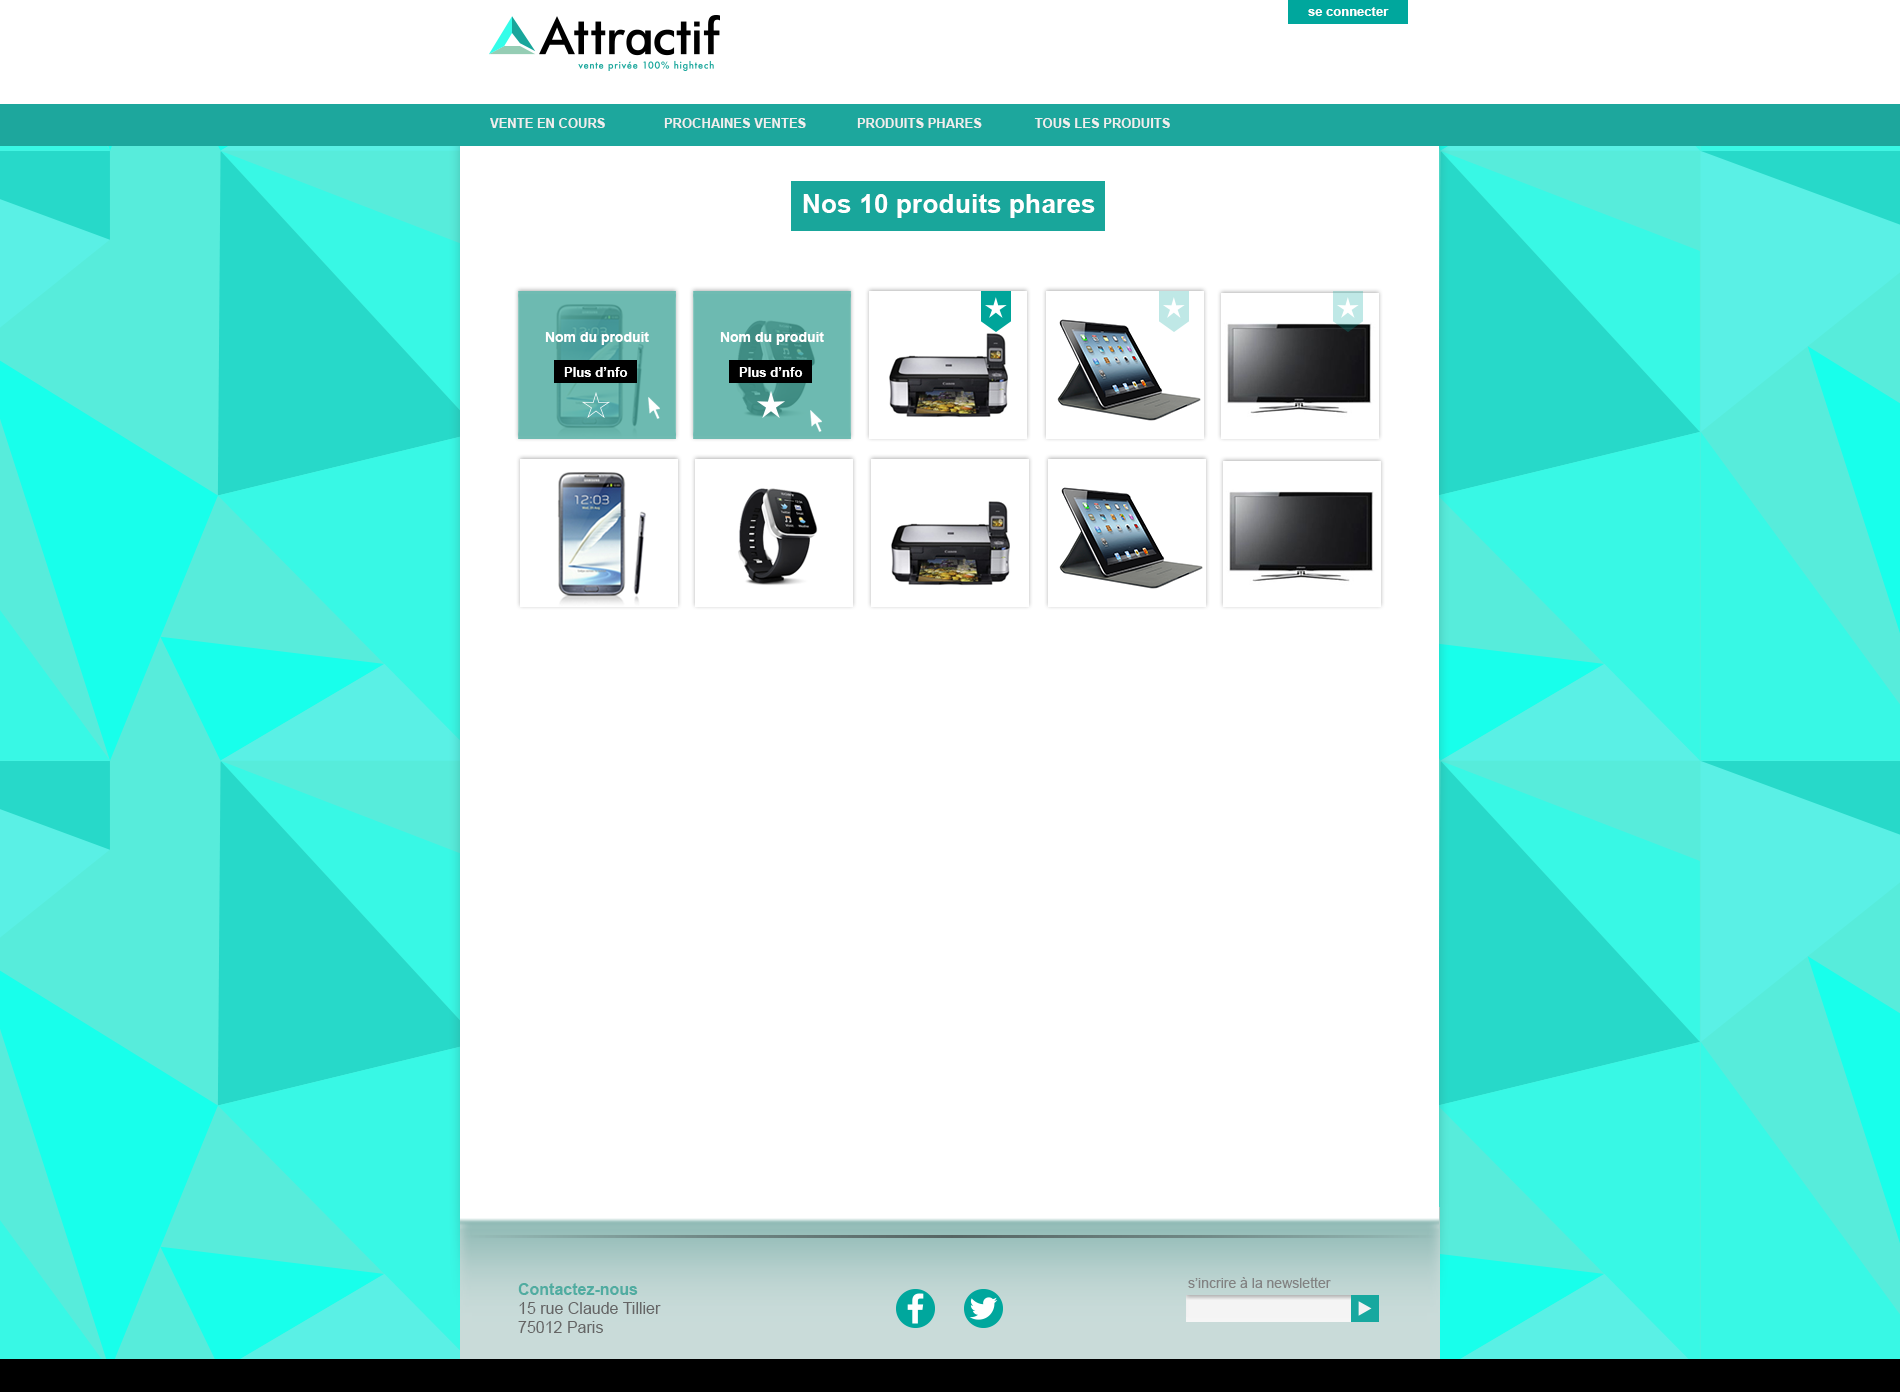 se connecter
Attractif
vente privée 100% hightech
VENTE EN COURS PROCHAINES VENTES PRODUITS PHARES TOUS LES PRODUITS
Nos 10 produits phares
Nom du produit
Plus d'nfo
Nom du produit
Plus d'nfo
12:03
Contactez-nous
15 rue Claude Tillier
75012 Paris
s'incrire à la newsletter